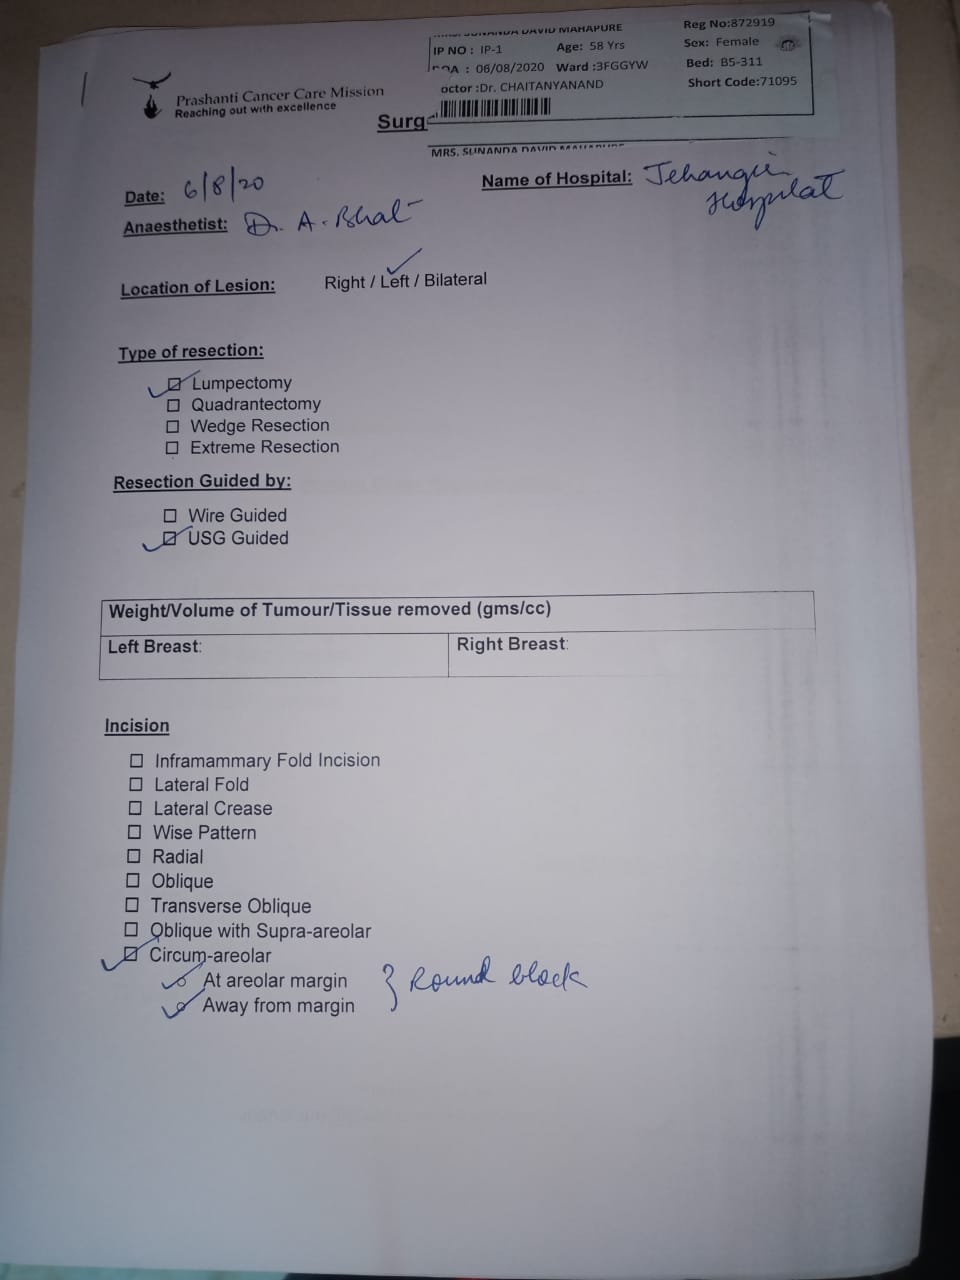 SUNANDA DAVID MAHAPURE
Reg No:872919
IP NO : IP-1 Age: 58 Yrs Sex: Female
06/08/2020 Ward :3FGGYW Bed: B5-311
octor :Dr. CHAITANYANAND Short Code:71095
Prashanti Cancer Care Mission
Reaching out with excellence
Surg
MRS. SUNANDA DAVID MAHAPURE
Date: 6/8/20 Name of Hospital: Jehangir
Hospital
Anaesthetist: Dr. A. Bhat
Location of Lesion: Right / Left / Bilateral
Type of resection:
Lumpectomy
Quadrantectomy
Wedge Resection
Extreme Resection
Resection Guided by:
Wire Guided
USG Guided
Weight/Volume of Tumour/Tissue removed (gms/cc)
Left Breast: Right Breast:
Incision
Inframammary Fold Incision
Lateral Fold
Lateral Crease
Wise Pattern
Radial
Oblique
Transverse Oblique
Oblique with Supra-areolar
Circum-areolar
At areolar margin } Round block
Away from margin